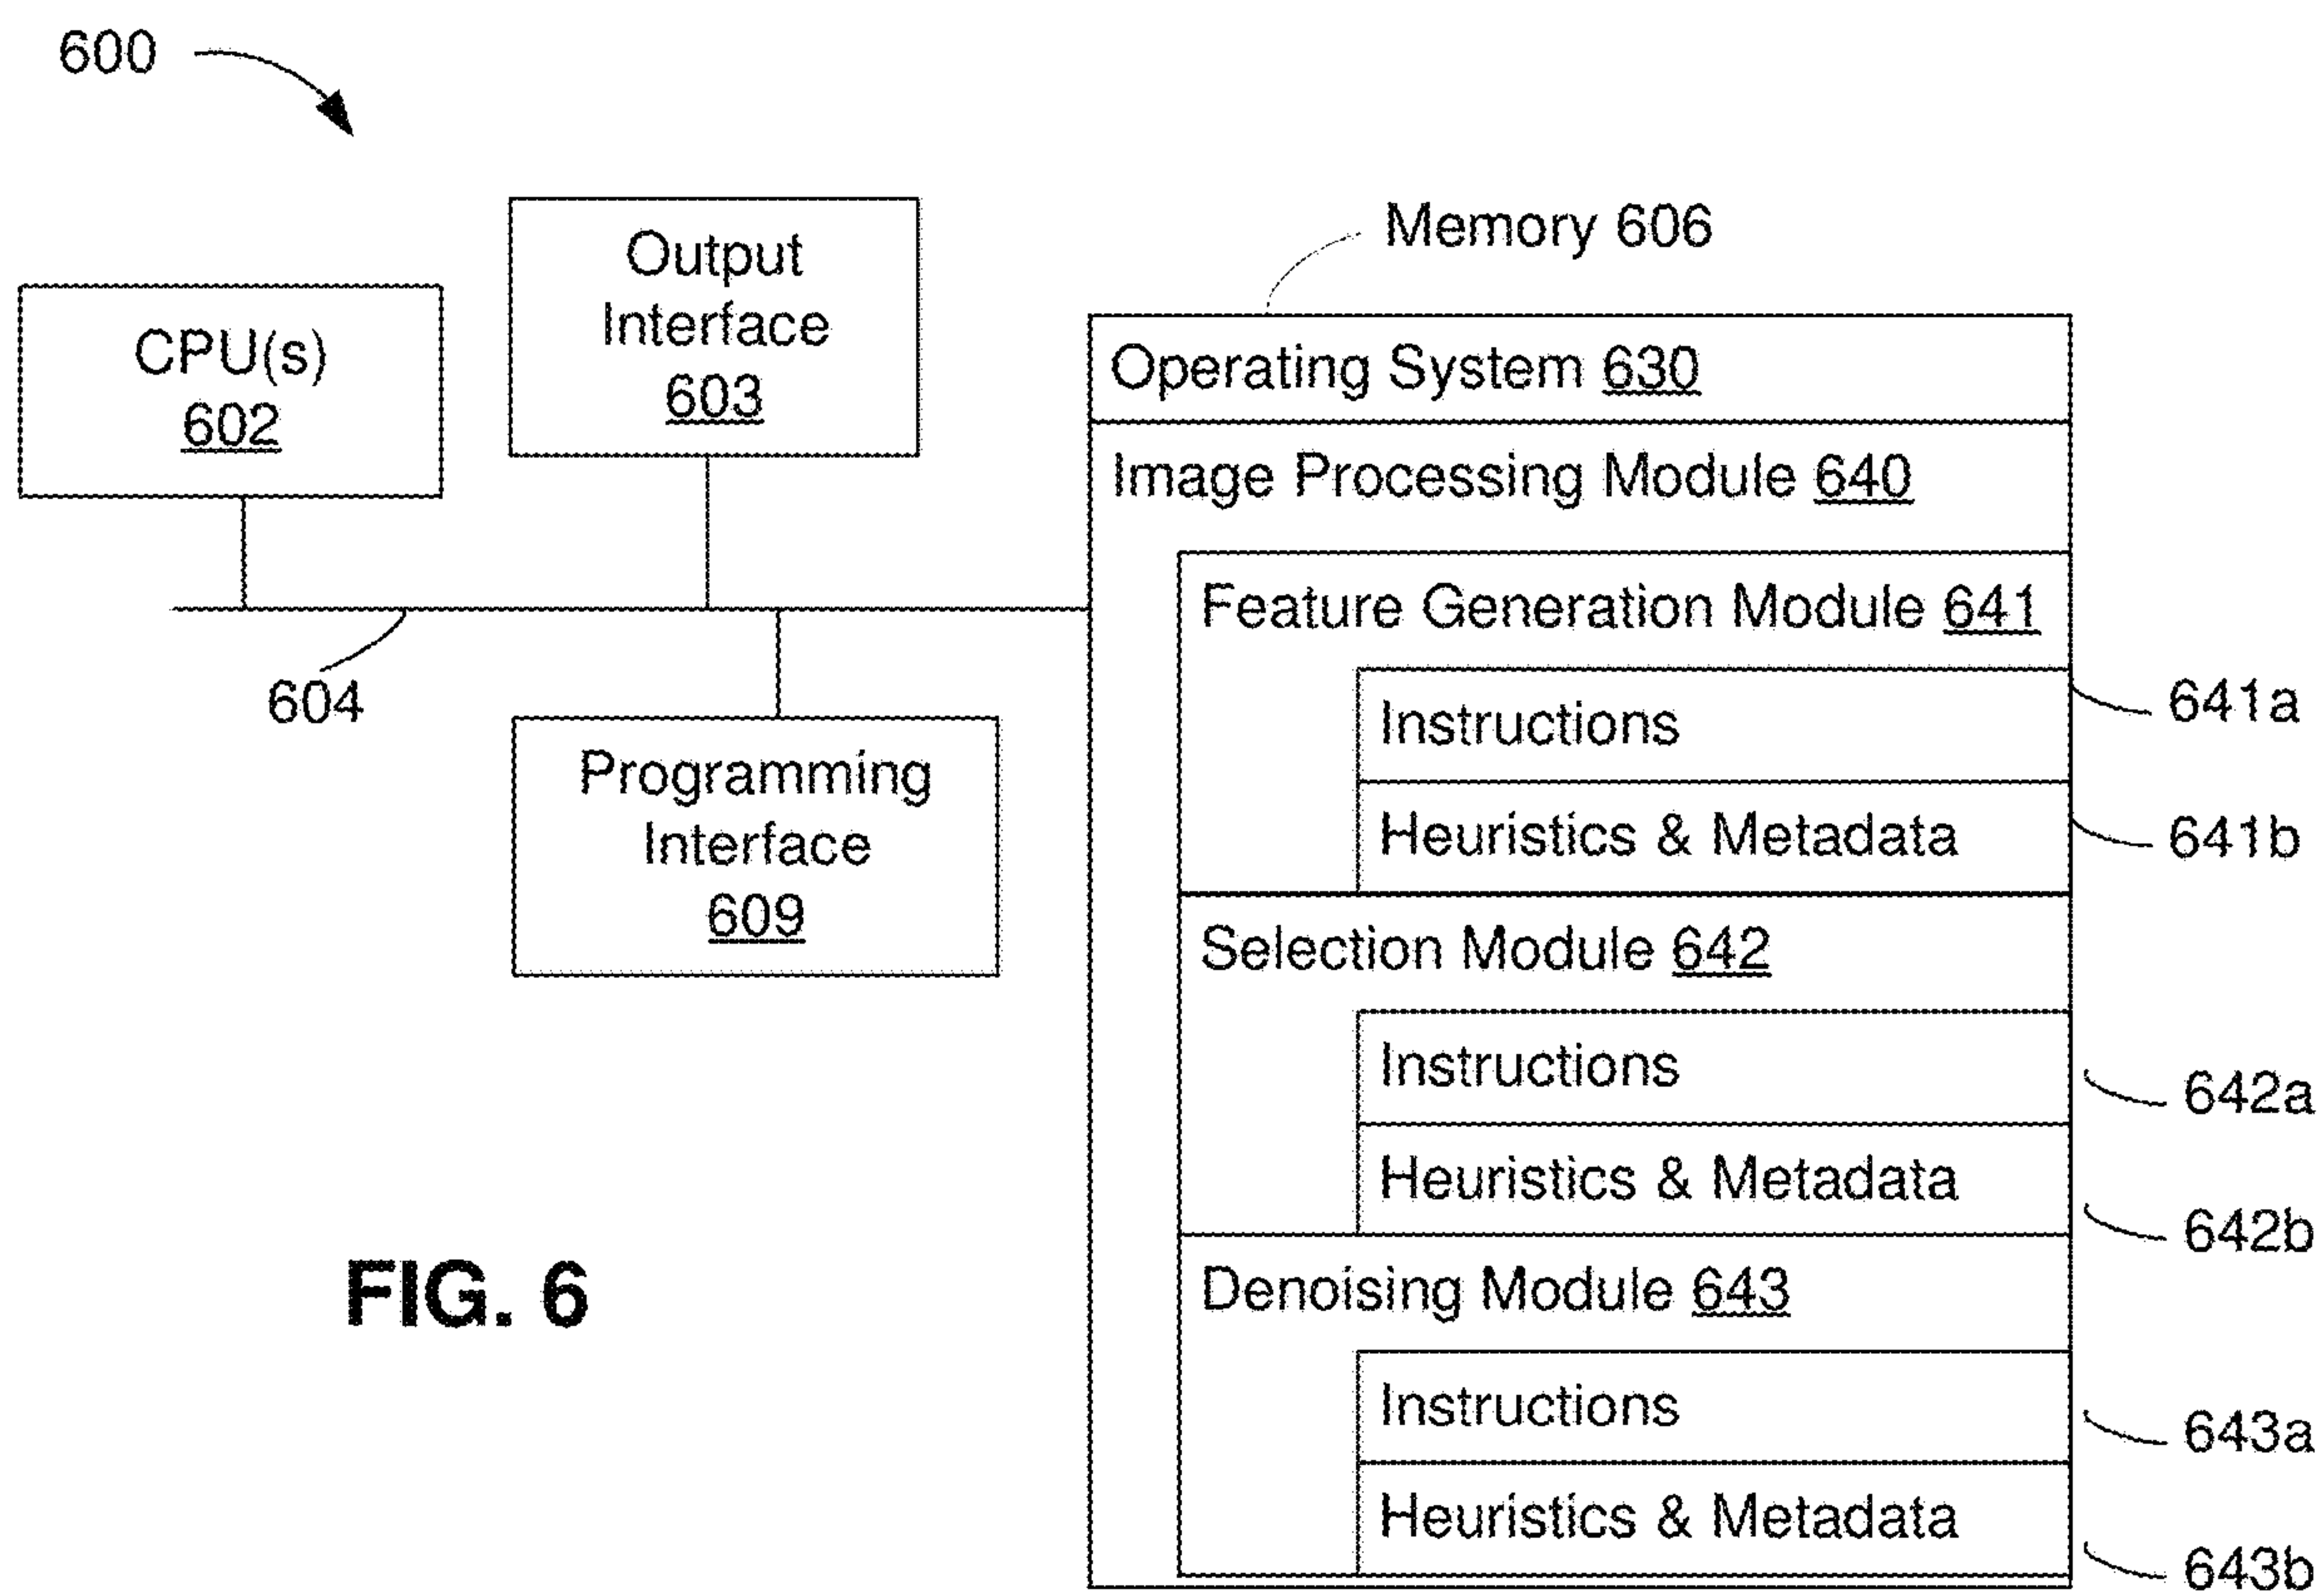 600
CPU(s)
602
Output
Interface
603
604
Programming
Interface
609
Memory 606
Operating System 630
Image Processing Module 640
Feature Generation Module 641
Instructions
641a
Heuristics & Metadata
641b
Selection Module 642
Instructions
642a
Heuristics & Metadata
642b
Denoising Module 643
Instructions
643a
Heuristics & Metadata
643b
FIG. 6